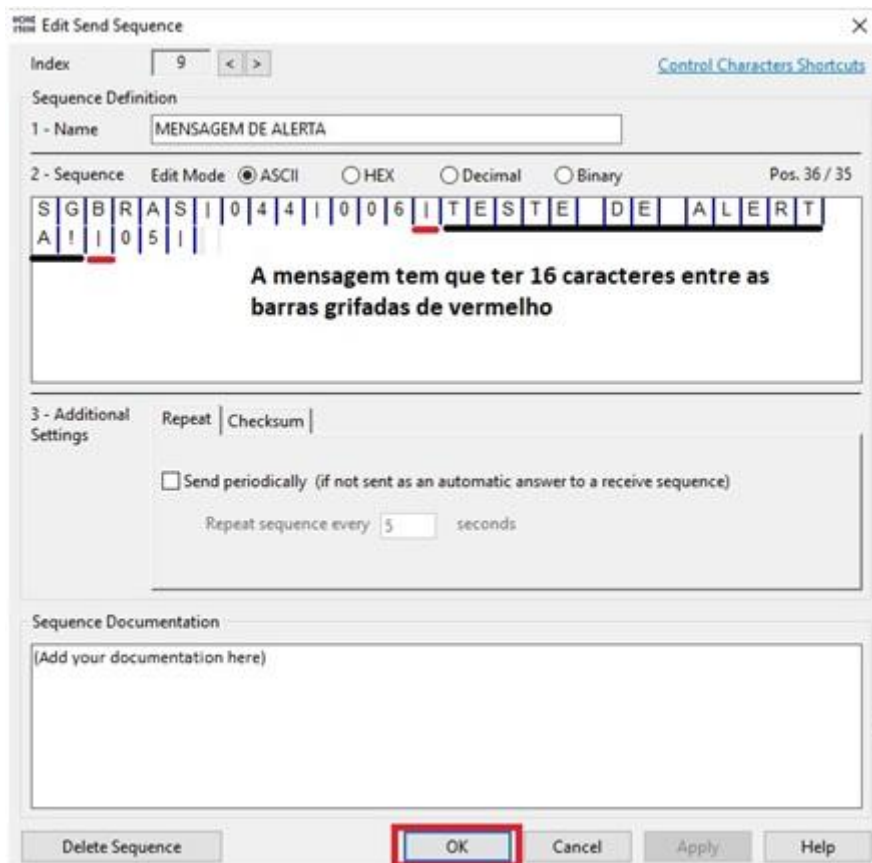 Edit Send Sequence
Index 9 < > Control Characters Shortcuts
Sequence Definition
1 - Name MENSAGEM DE ALERTA
2 - Sequence Edit Mode ASCII HEX Decimal Binary Pos. 36 / 35
SGBRAS|044|006|TESTE DE ALERT
A!|05|
A mensagem tem que ter 16 caracteres entre as
barras grifadas de vermelho
3 - Additional Repeat Checksum
Settings
Send periodically (if not sent as an automatic answer to a receive sequence)
Repeat sequence every 5 seconds
Sequence Documentation
(Add your documentation here)
Delete Sequence OK Cancel Apply Help